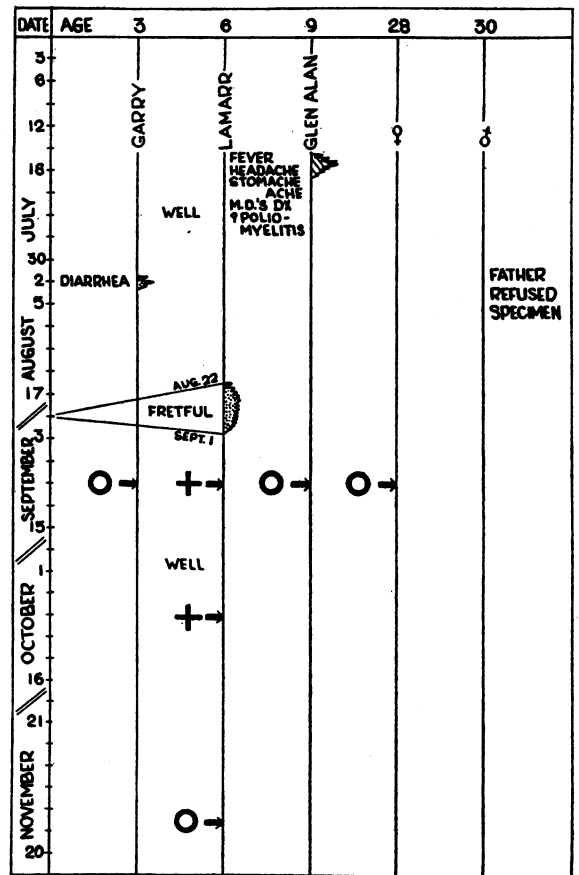 DATE AGE 3 6 9 28 30
3
6
12
18
JULY
30
2
5
AUGUST
17
3
SEPTEMBER
15
1
OCTOBER
16
21
NOVEMBER
20
GARRY
LAMARR
GLEN ALAN
♀
♂
FEVER
HEADACHE
STOMACHE
ACHE
M.D.'S DX
? POLIO-
MYELITIS
WELL
DIARRHEA
FATHER
REFUSED
SPECIMEN
AUG. 22
FRETFUL
SEPT. 1
WELL